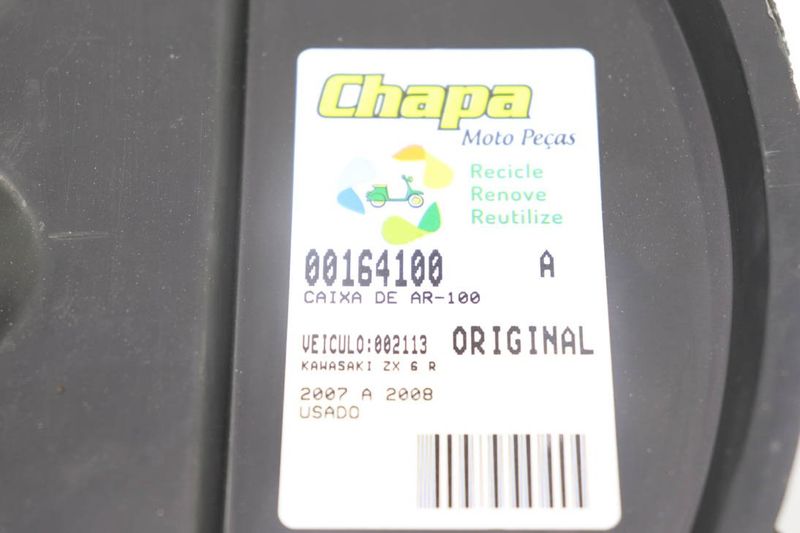 Chapa
Moto Peças
Recicle
Renove
Reutilize
00164100 A
CAIXA DE AR-100
VEICULO:002113 ORIGINAL
KAWASAKI ZX 6 R
2007 A 2008
USADO